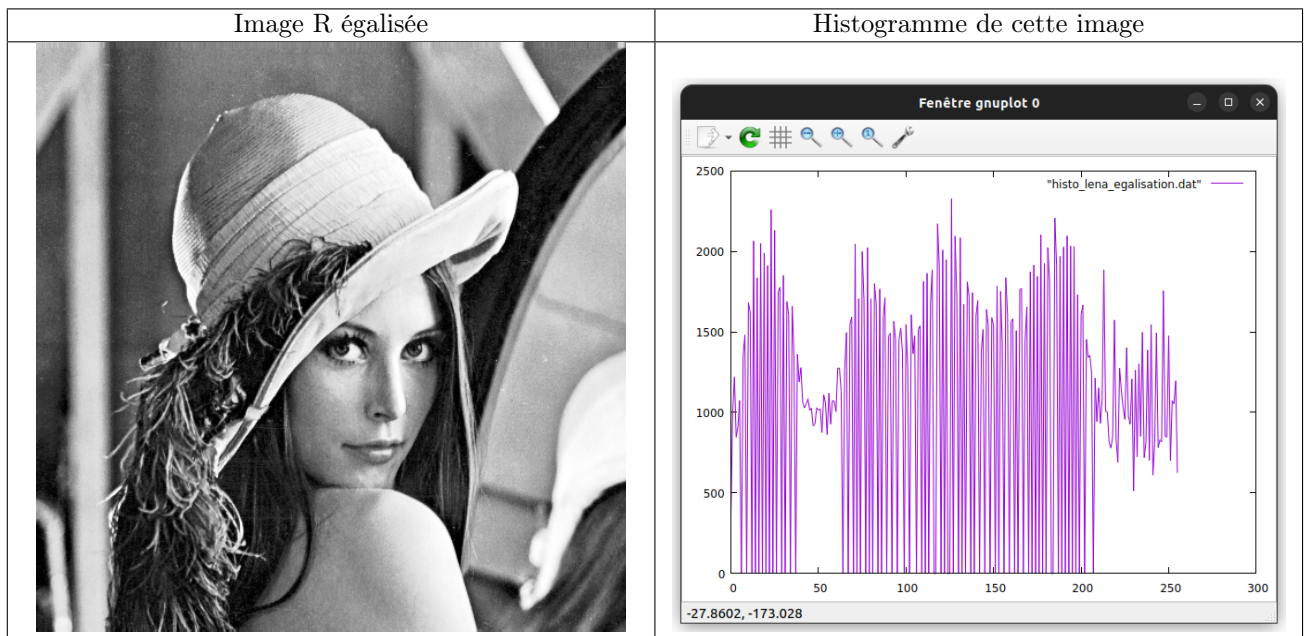 Image R égalisée
Histogramme de cette image
Fenêtre gnuplot 0
"histo_lena_egalisation.dat"
2500
2000
1500
1000
500
0
0 50 100 150 200 250 300
-27.8602, -173.028